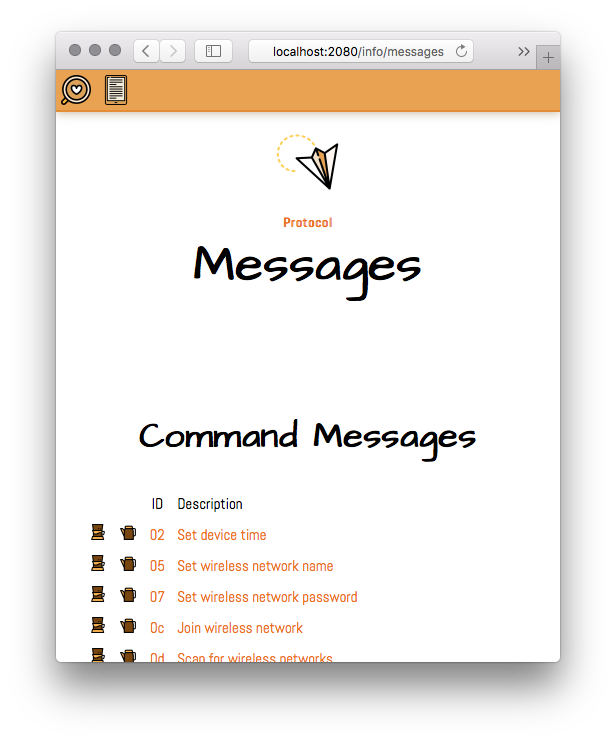 localhost:2080/info/messages
Protocol
Messages
Command Messages
ID Description
02 Set device time
05 Set wireless network name
07 Set wireless network password
0c Join wireless network
0d Scan for wireless networks